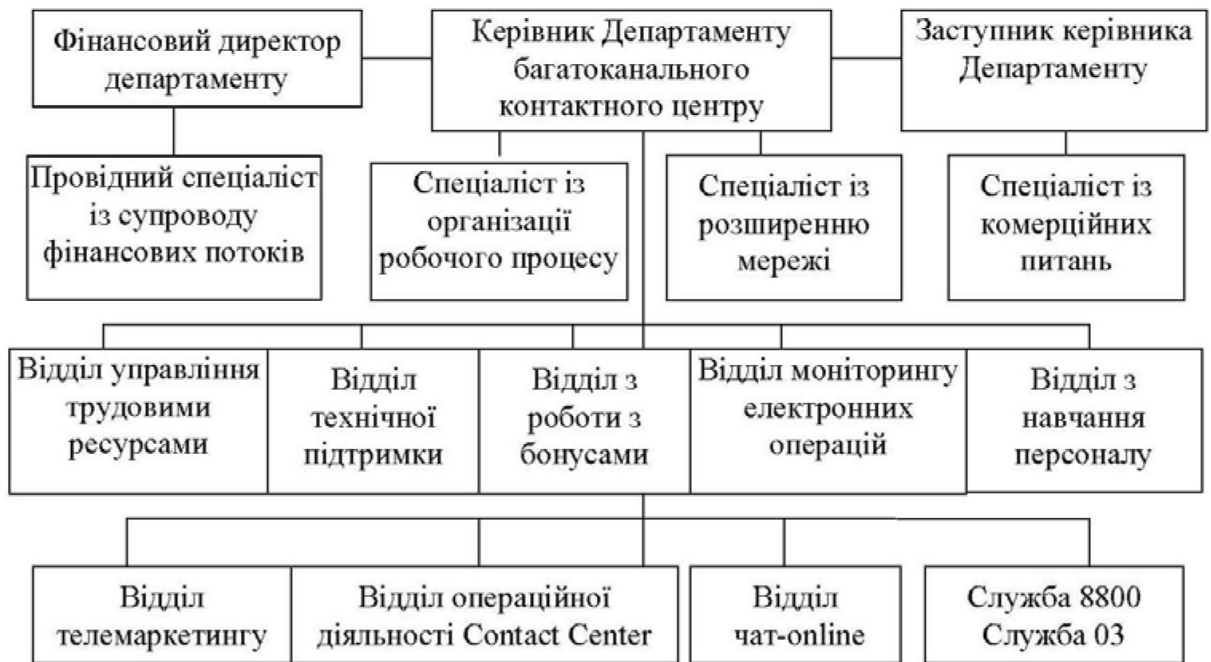 Фінансовий директор
департаменту
Керівник Департаменту
багатоканального
контактного центру
Заступник керівника
Департаменту
Провідний спеціаліст
із супроводу
фінансових потоків
Спеціаліст із
організації
робочого процесу
Спеціаліст із
розширенню
мережі
Спеціаліст із
комерційних
питань
Відділ управління
трудовими
ресурсами
Відділ
технічної
підтримки
Відділ з
роботи з
бонусами
Відділ моніторингу
електронних
операцій
Відділ з
навчання
персоналу
Відділ
телемаркетингу
Відділ операційної
діяльності Contact Center
Відділ
чат-online
Служба 8800
Служба 03